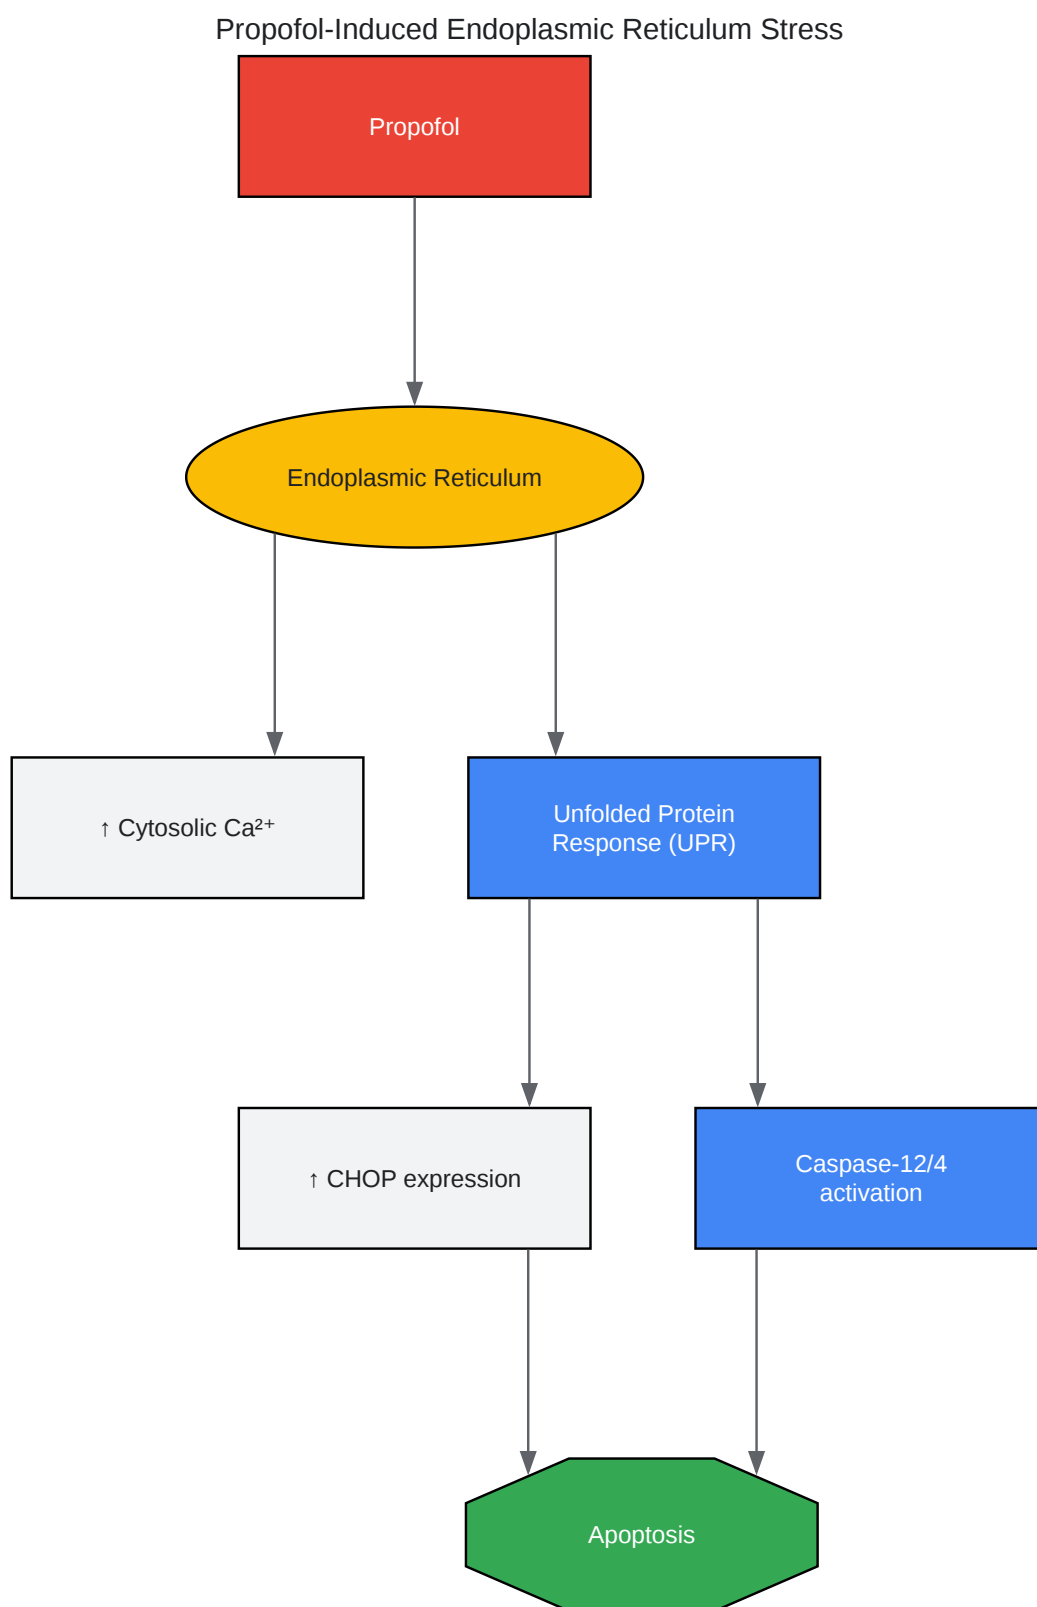 Propofol-Induced Endoplasmic Reticulum Stress
Propofol
Endoplasmic Reticulum
↑ Cytosolic Ca²⁺
Unfolded Protein
Response (UPR)
↑ CHOP expression
Caspase-12/4
activation
Apoptosis